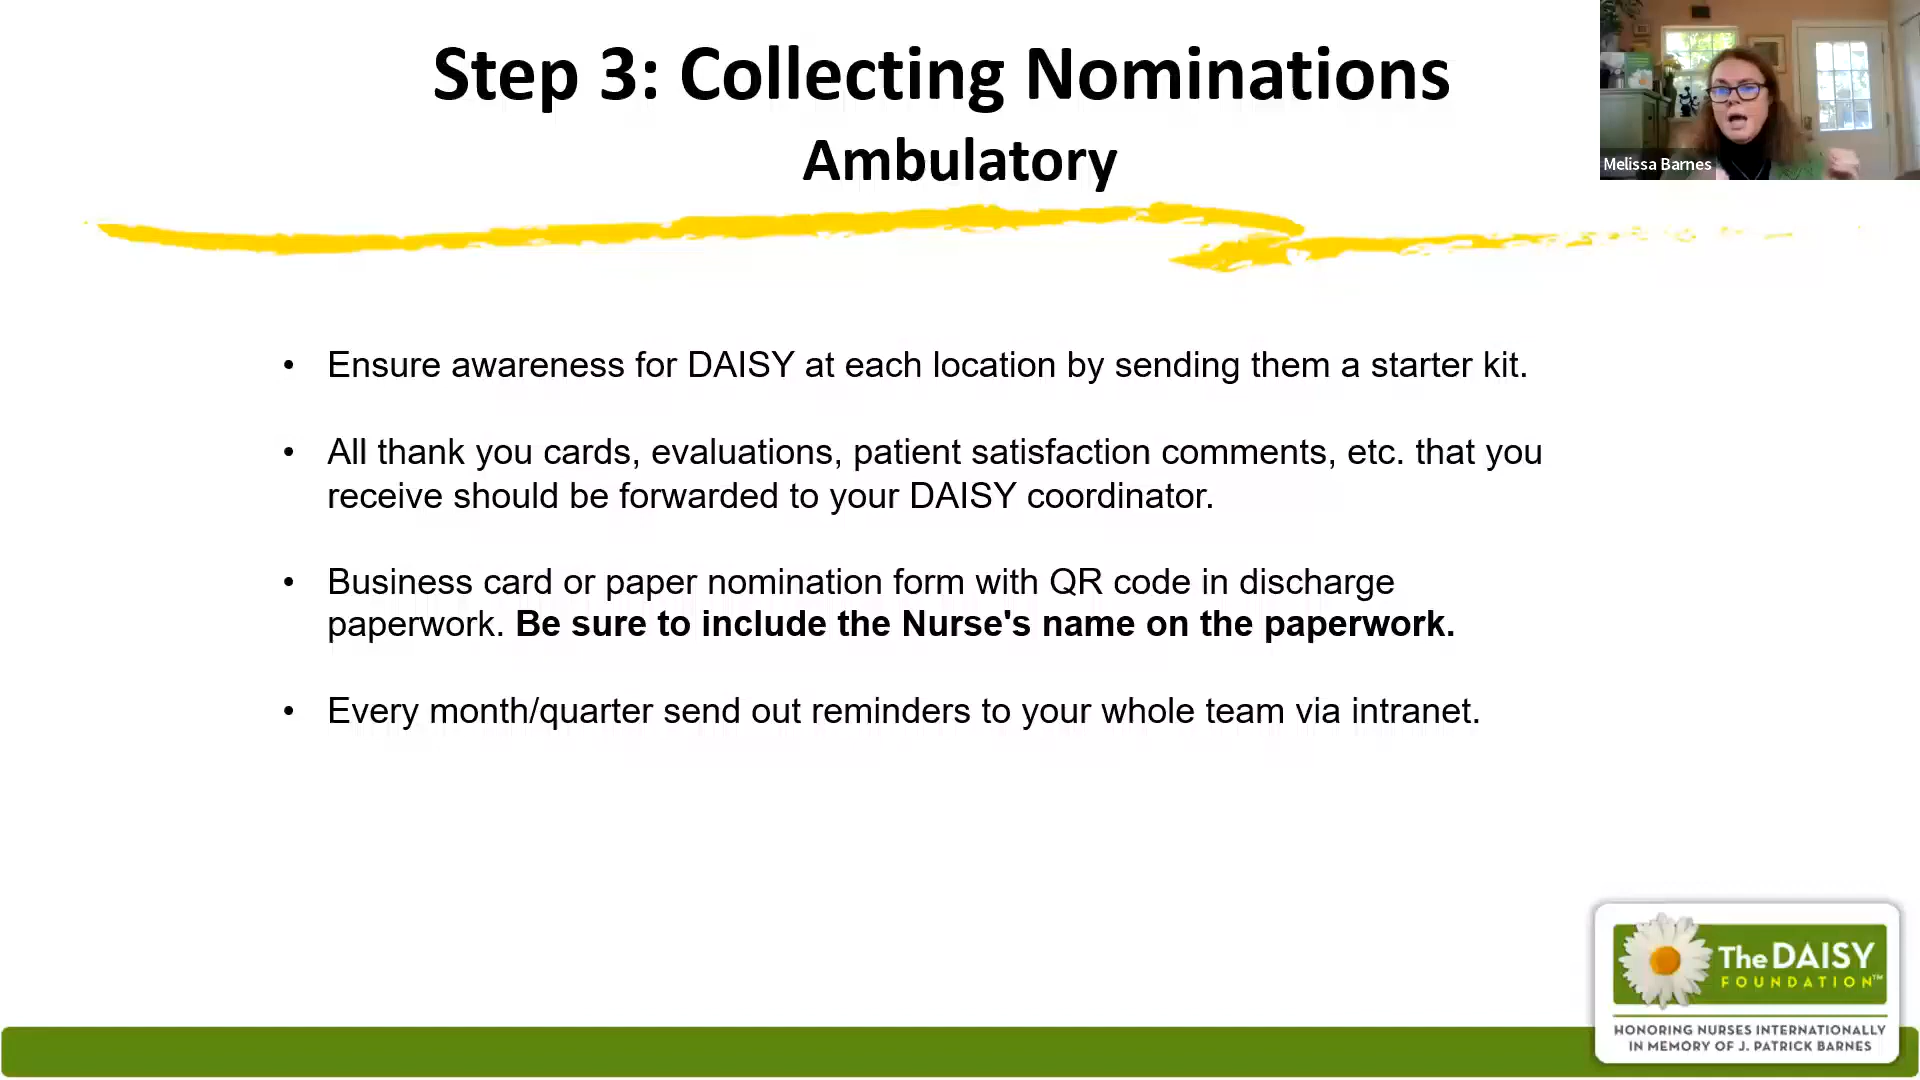 Step 3: Collecting Nominations
Ambulatory
Melissa Barnes
• Ensure awareness for DAISY at each location by sending them a starter kit.
• All thank you cards, evaluations, patient satisfaction comments, etc. that you
receive should be forwarded to your DAISY coordinator.
• Business card or paper nomination form with QR code in discharge
paperwork. Be sure to include the Nurse's name on the paperwork.
• Every month/quarter send out reminders to your whole team via intranet.
The DAISY
FOUNDATION™
HONORING NURSES INTERNATIONALLY
IN MEMORY OF J. PATRICK BARNES